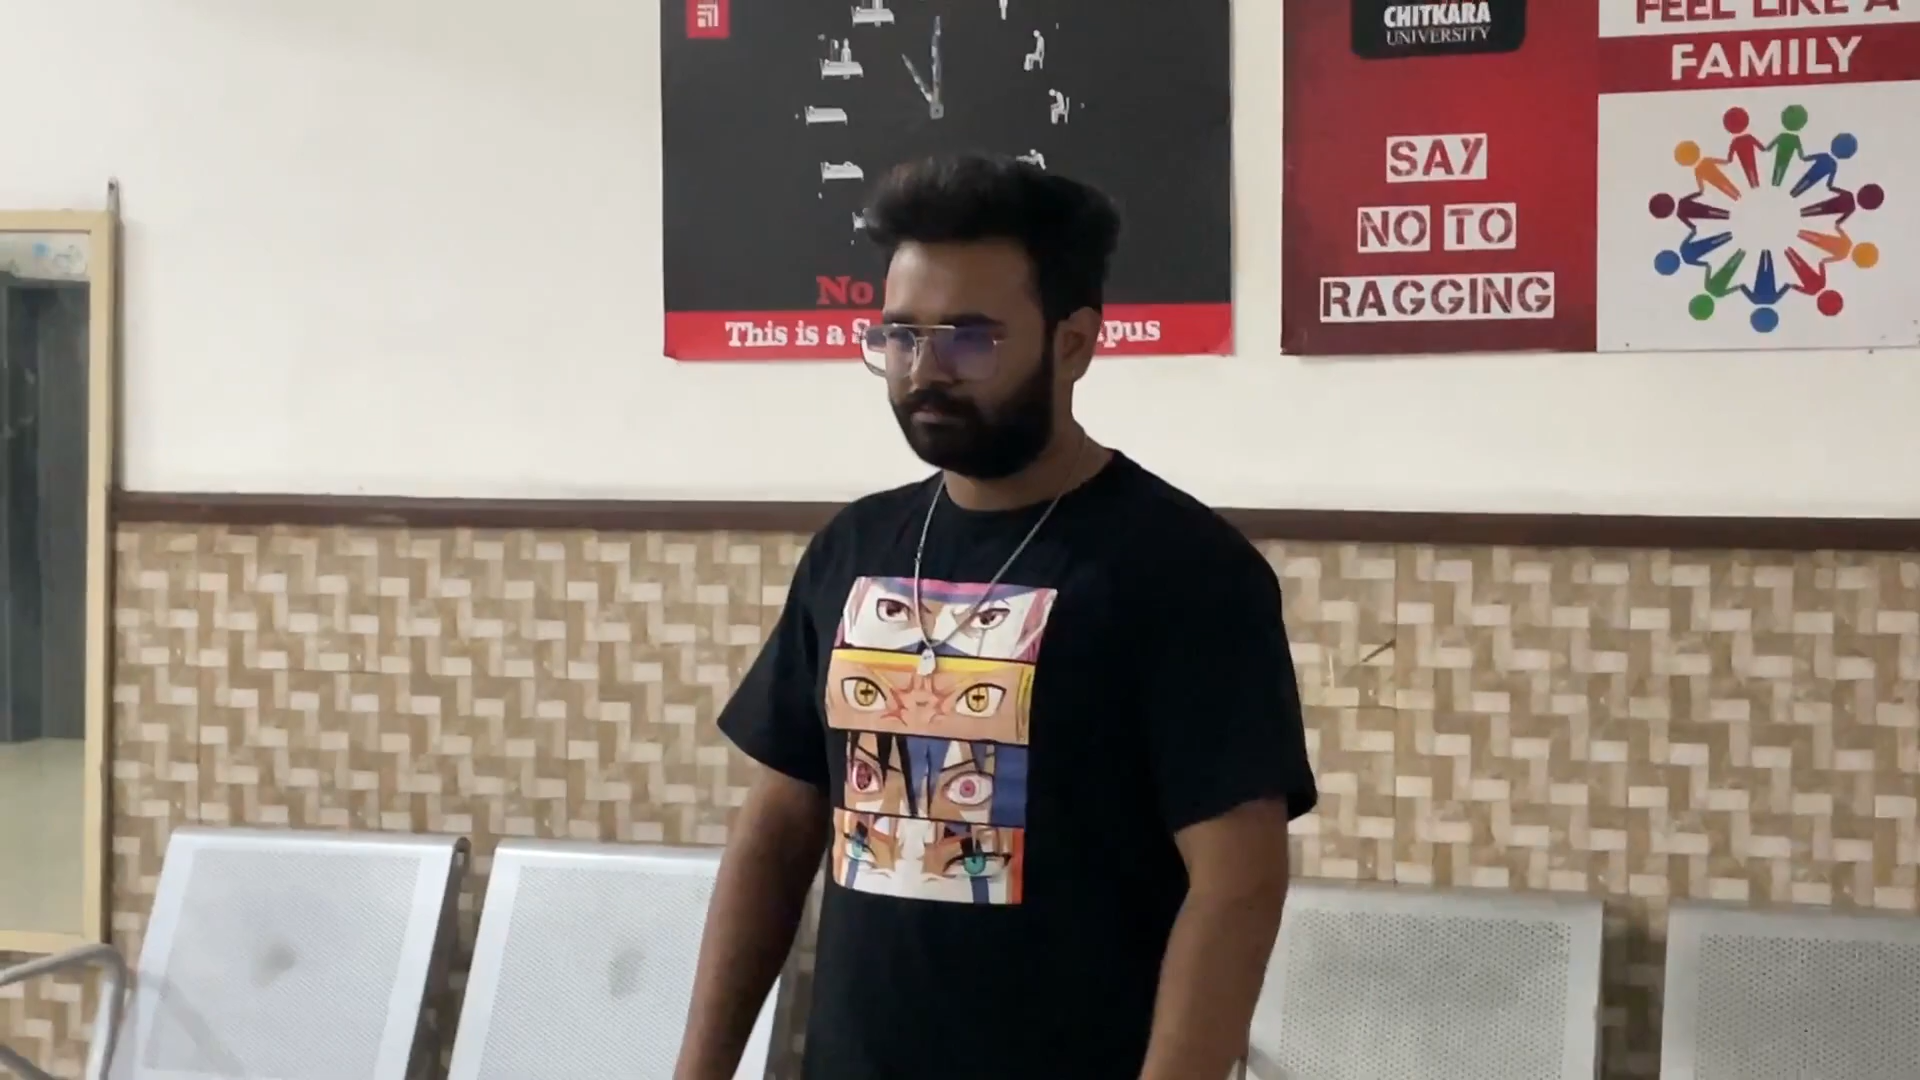 No
This is a S
pus
CHITKARA
UNIVERSITY
SAY
NO TO
RAGGING
FEEL LIKE A
FAMILY